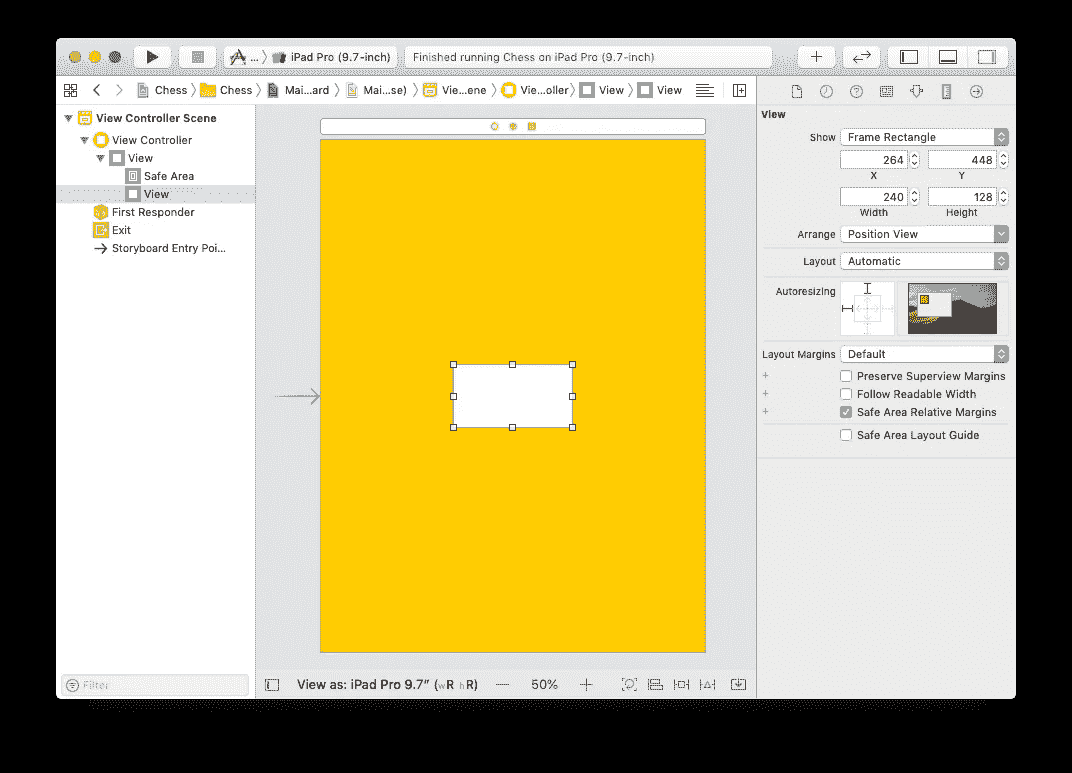 ... iPad Pro (9.7-inch) Finished running Chess on iPad Pro (9.7-inch)
Chess Chess Mai...ard Mai...se) Vie...ene Vie...oller View View
View Controller Scene
View Controller
View
Safe Area
View
First Responder
Exit
Storyboard Entry Poi...
Filter
View as: iPad Pro 9.7” (wR hR) 50%
View
Show Frame Rectangle
264 448
X Y
240 128
Width Height
Arrange Position View
Layout Automatic
Autoresizing
Layout Margins Default
Preserve Superview Margins
Follow Readable Width
Safe Area Relative Margins
Safe Area Layout Guide